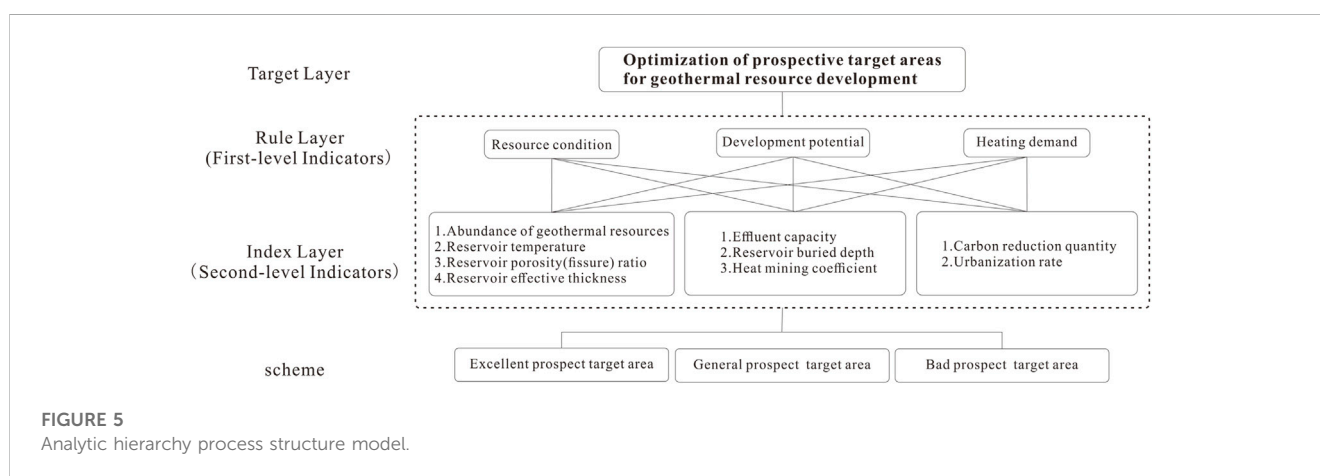 Target Layer
Optimization of prospective target areas
for geothermal resource development
Rule Layer
(First-level Indicators)
Resource condition
Development potential
Heating demand
Index Layer
(Second-level Indicators)
1.Abundance of geothermal resources
2.Reservoir temperature
3.Reservoir porosity(fissure) ratio
4.Reservoir effective thickness
1.Effluent capacity
2.Reservoir buried depth
3.Heat mining coefficient
1.Carbon reduction quantity
2.Urbanization rate
scheme
Excellent prospect target area
General prospect target area
Bad prospect target area
FIGURE 5
Analytic hierarchy process structure model.